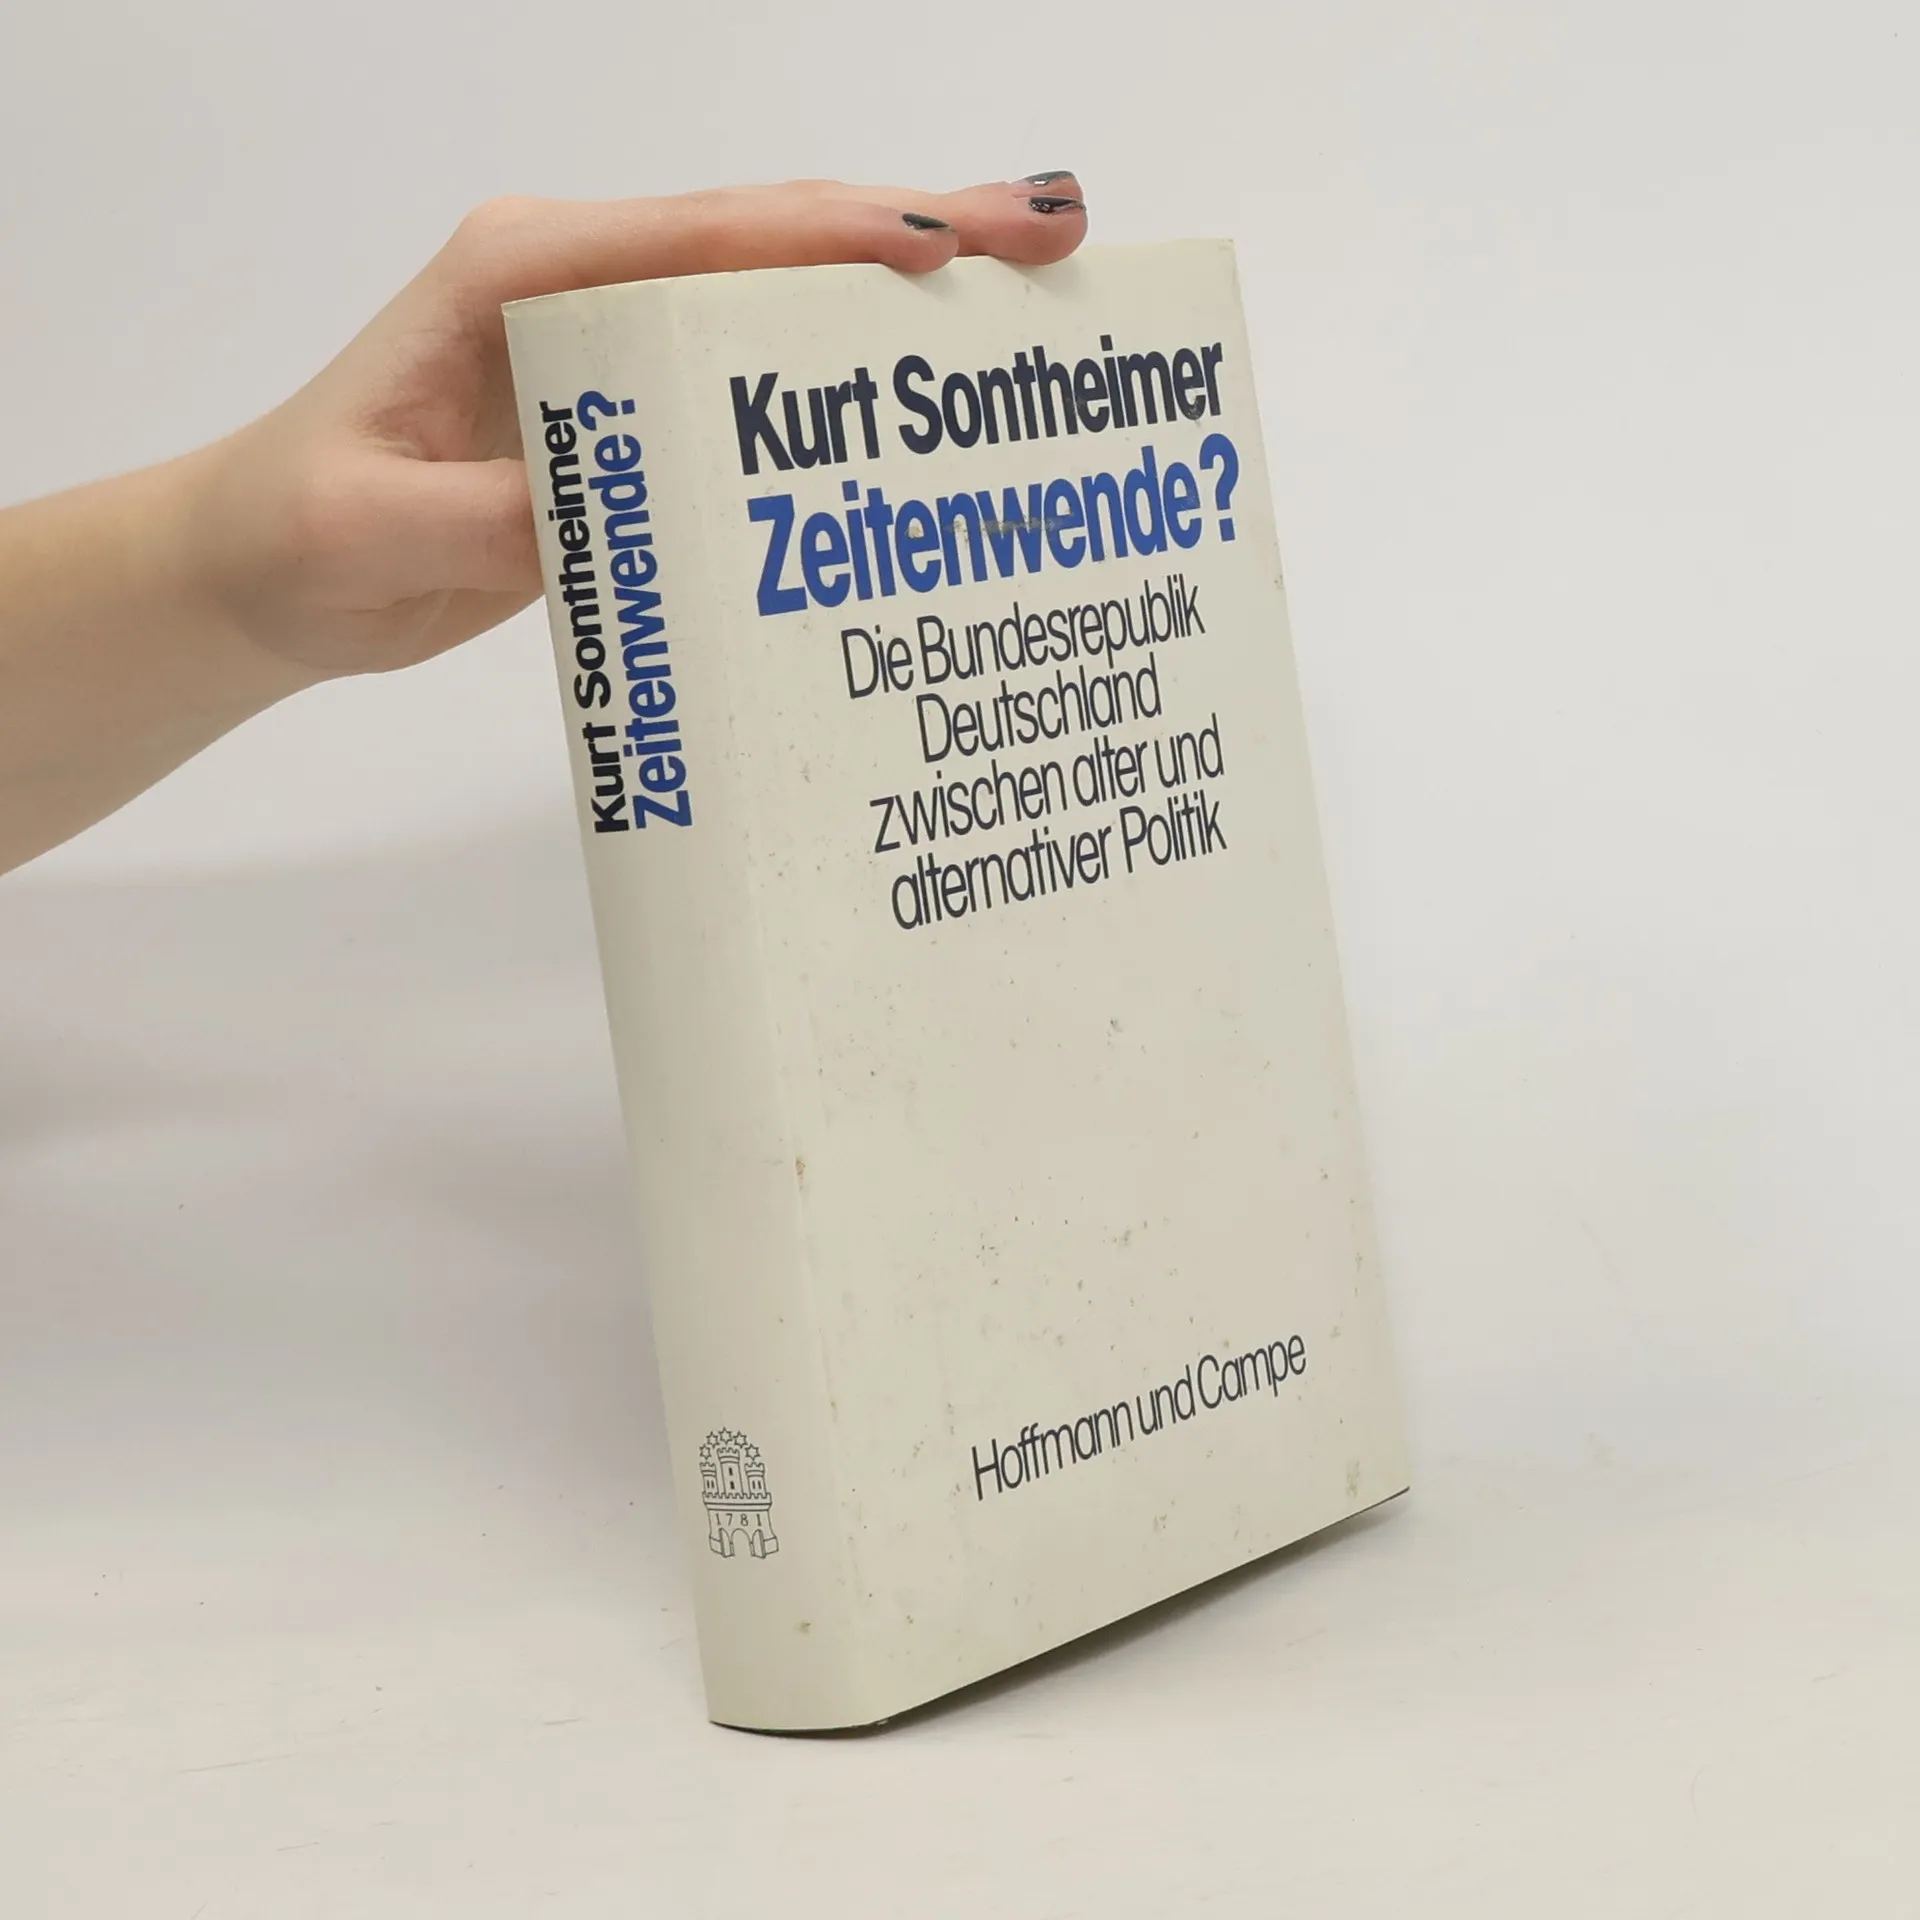 Kurt Sontheimer
Zeitenwende?
Kurt Sontheimer
Zeitenwende?
Die Bundesrepublik
Deutschland
zwischen alter und
alternativer Politik
Hoffmann und Campe
1781